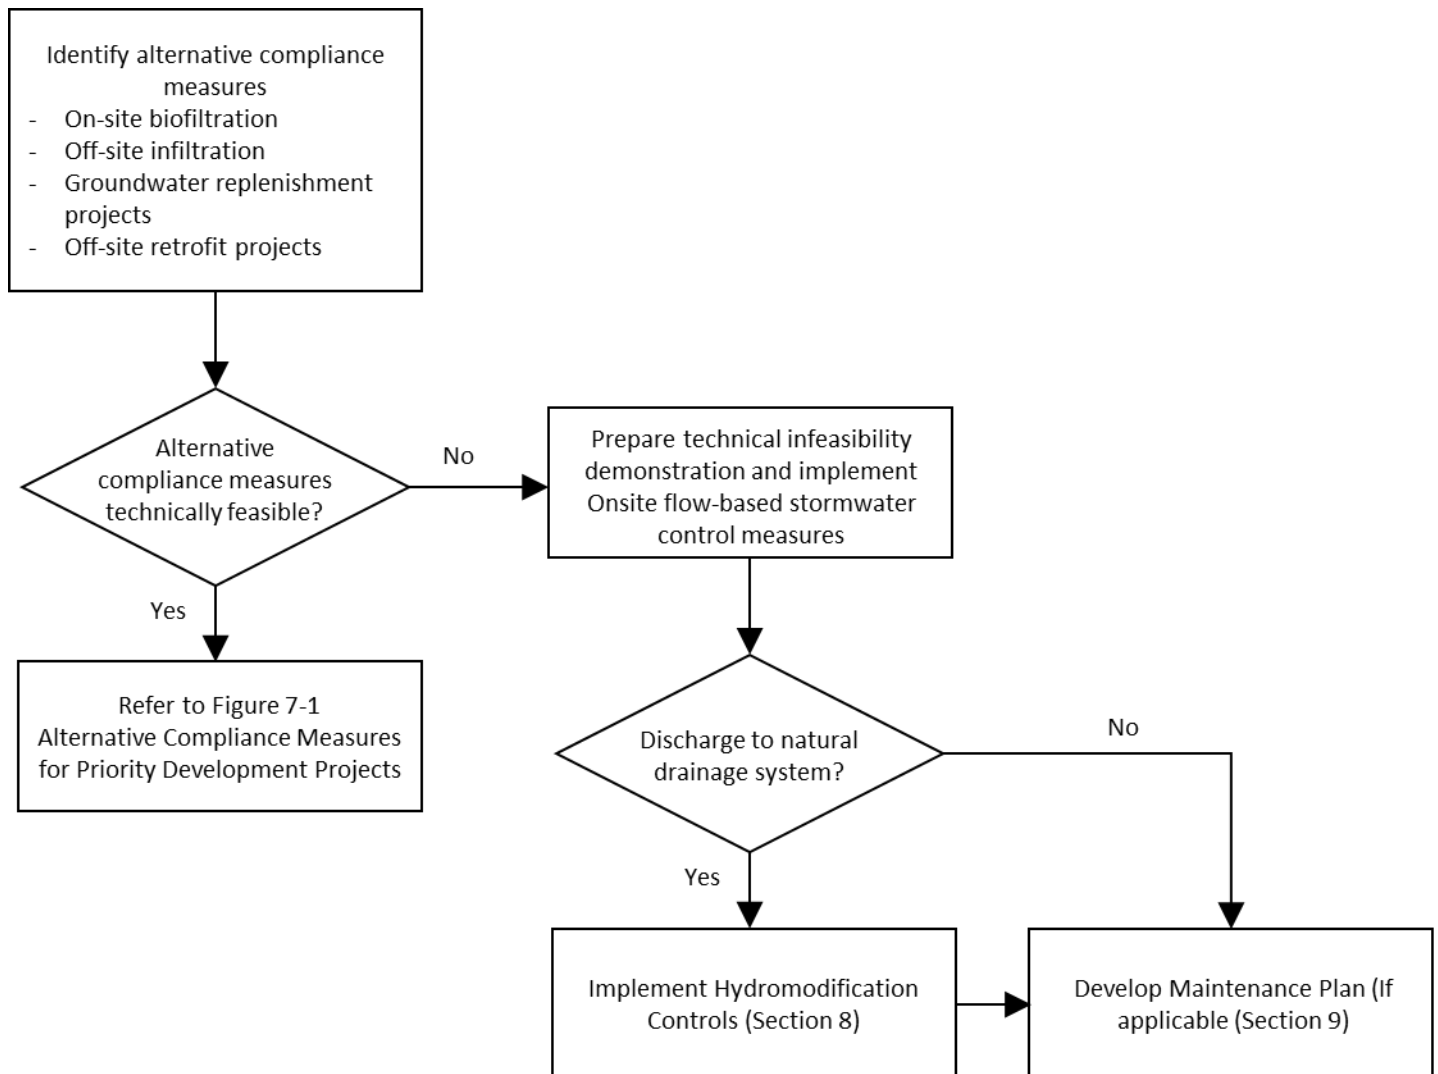 Identify alternative compliance
measures
- On-site biofiltration
- Off-site infiltration
- Groundwater replenishment
projects
- Off-site retrofit projects
Alternative
compliance measures
technically feasible?
No
Prepare technical infeasibility
demonstration and implement
Onsite flow-based stormwater
control measures
Yes
Refer to Figure 7-1
Alternative Compliance Measures
for Priority Development Projects
Discharge to natural
drainage system?
No
Yes
Implement Hydromodification
Controls (Section 8)
Develop Maintenance Plan (If
applicable (Section 9)